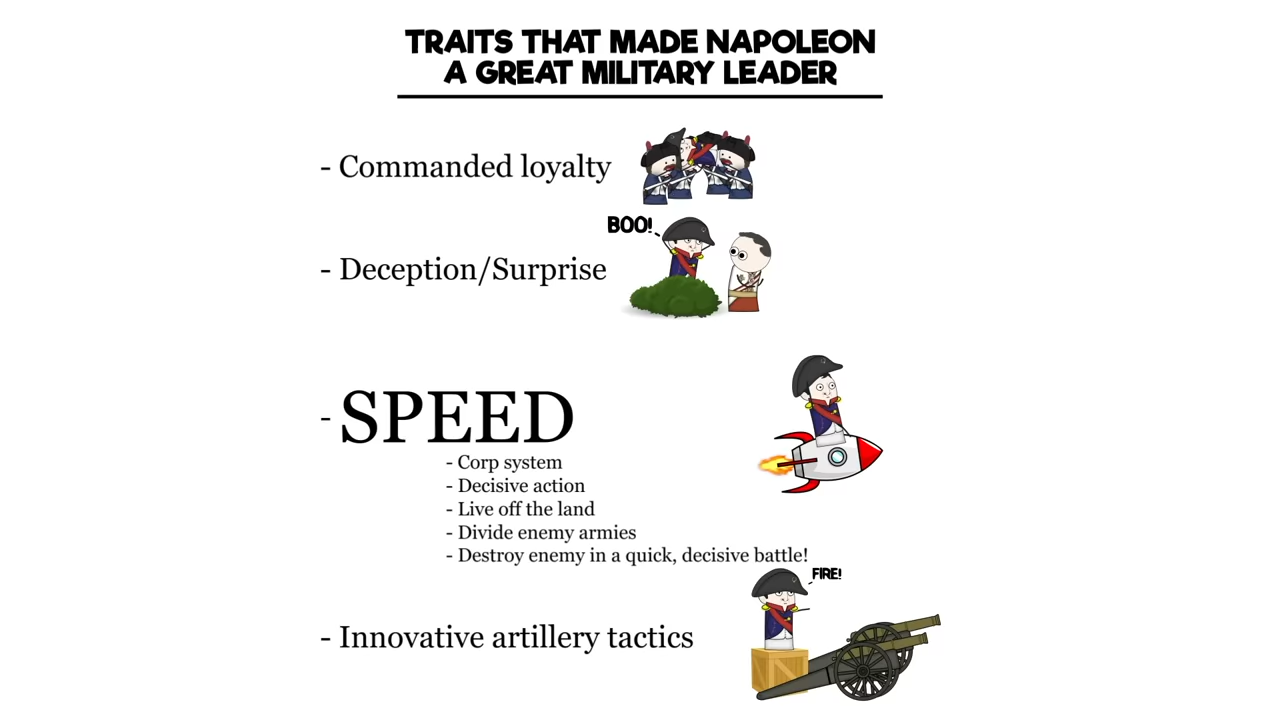 TRAITS THAT MADE NAPOLEON
A GREAT MILITARY LEADER
- Commanded loyalty
BOO!
- Deception/Surprise
- SPEED
- Corp system
- Decisive action
- Live off the land
- Divide enemy armies
- Destroy enemy in a quick, decisive battle!
FIRE!
- Innovative artillery tactics